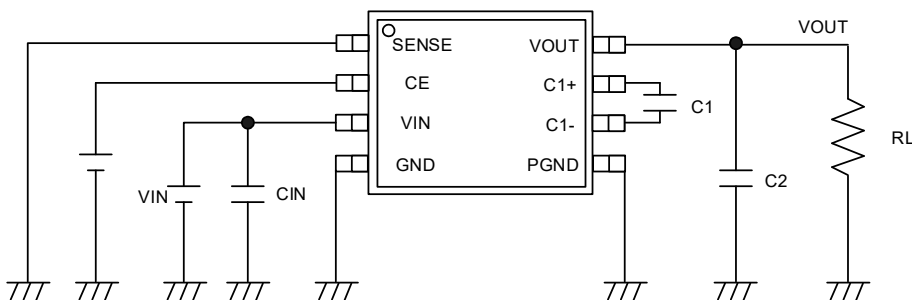 VOUT
SENSE VOUT
CE C1+
C1
VIN C1-
RL
GND PGND
C2
VIN CIN